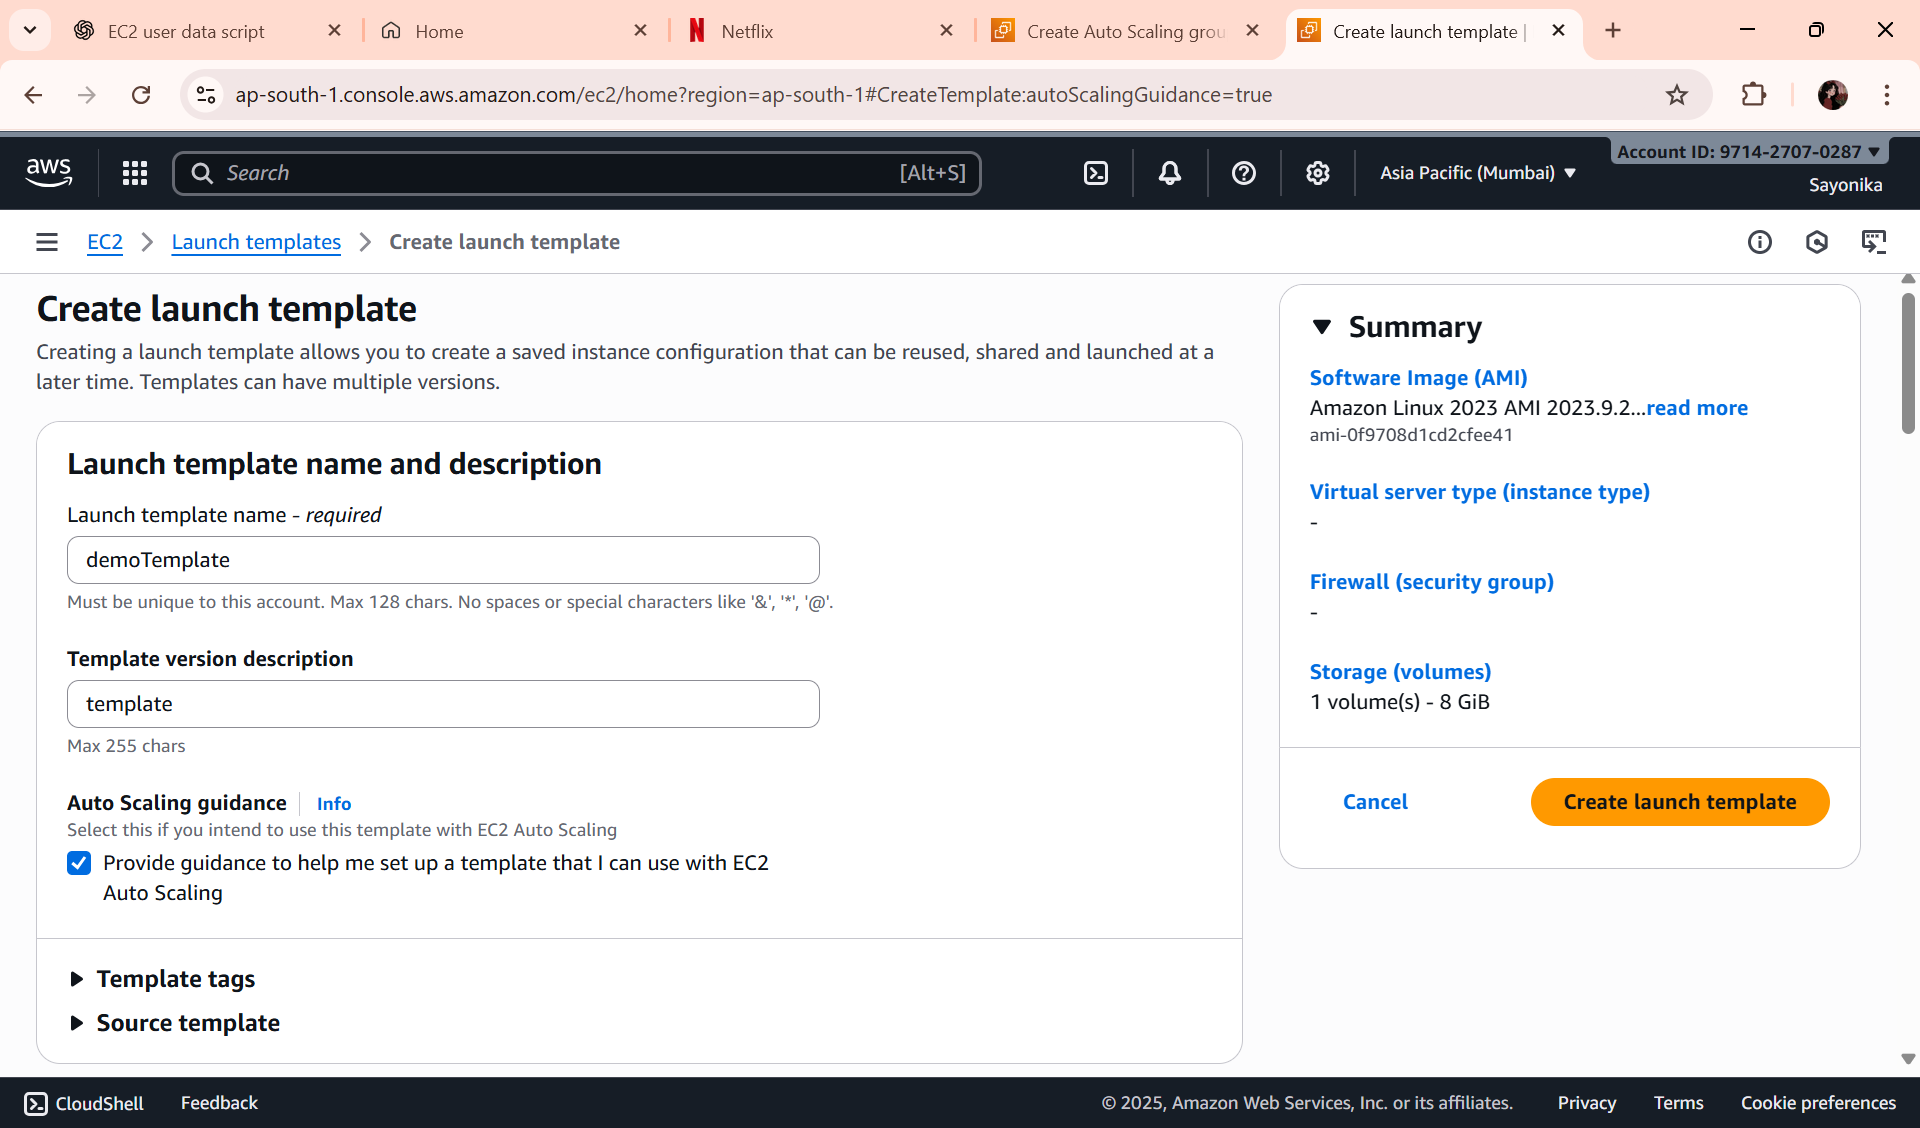 EC2 user data script
Home
Netflix
Create Auto Scaling grou
Create launch template |
ap-south-1.console.aws.amazon.com/ec2/home?region=ap-south-1#CreateTemplate:autoScalingGuidance=true
aws
Search
[Alt+S]
Asia Pacific (Mumbai)
Account ID: 9714-2707-0287
Sayonika
EC2
Launch templates
Create launch template
Create launch template
Creating a launch template allows you to create a saved instance configuration that can be reused, shared and launched at a
later time. Templates can have multiple versions.
Launch template name and description
Launch template name - required
demoTemplate
Must be unique to this account. Max 128 chars. No spaces or special characters like '&', '*', '@'.
Template version description
template
Max 255 chars
Auto Scaling guidance
Info
Select this if you intend to use this template with EC2 Auto Scaling
Provide guidance to help me set up a template that I can use with EC2
Auto Scaling
Template tags
Source template
Summary
Software Image (AMI)
Amazon Linux 2023 AMI 2023.9.2...read more
ami-0f9708d1cd2cfee41
Virtual server type (instance type)
-
Firewall (security group)
-
Storage (volumes)
1 volume(s) - 8 GiB
Cancel
Create launch template
CloudShell
Feedback
© 2025, Amazon Web Services, Inc. or its affiliates.
Privacy
Terms
Cookie preferences